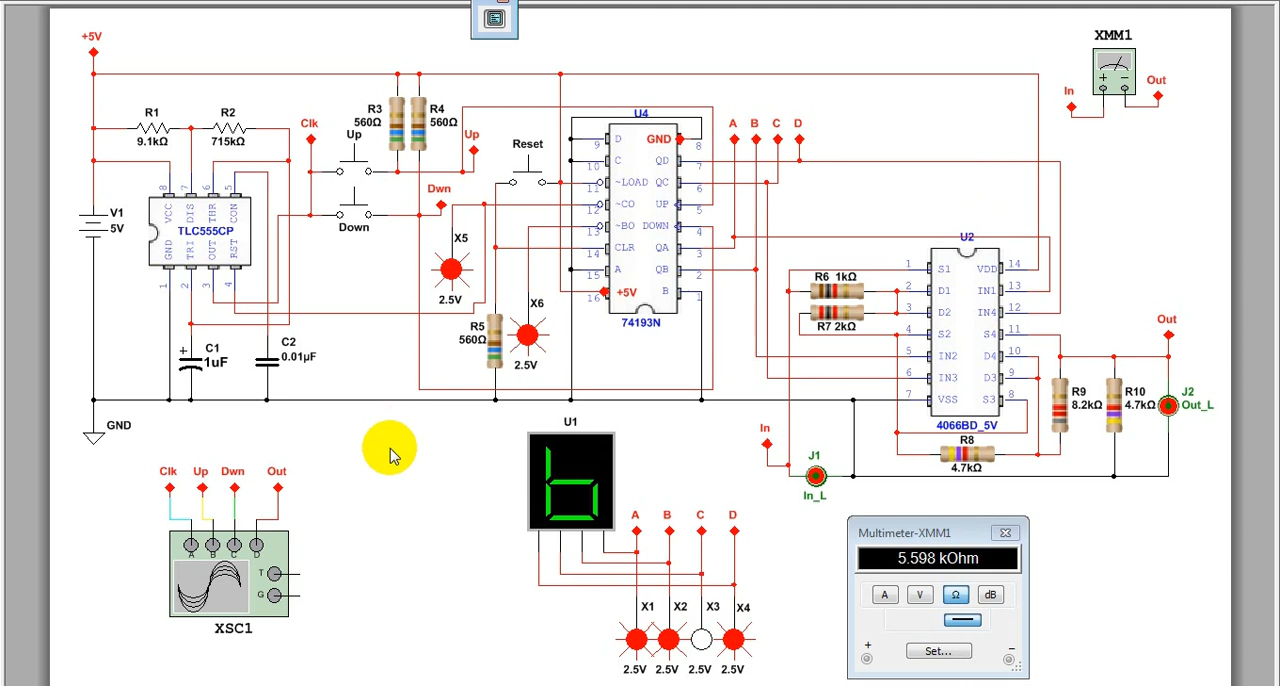 +5V
XMM1
In
Out
R1
9.1kΩ
R2
715kΩ
Clk
Up
R3
560Ω
R4
560Ω
Up
Reset
U4
A B C D
8 7 6 5
VCC DIS THR CON
TLC555CP
GND TRI OUT RST
1 2 3 4
V1
5V
Down
Dwn
9 D GND 8
10 C QD 7
11 ~LOAD QC 6
12 ~CO UP 5
13 ~BO DOWN 4
14 CLR QA 3
15 A QB 2
16 +5V B 1
74193N
X5
2.5V
X6
2.5V
R5
560Ω
U2
1 S1 VDD 14
2 D1 IN1 13
3 D2 IN4 12
4 S2 S4 11
5 IN2 D4 10
6 IN3 D3 9
7 VSS S3 8
4066BD_5V
R6 1kΩ
R7 2kΩ
R8
4.7kΩ
R9
8.2kΩ
R10
4.7kΩ
Out
J2
Out_L
+
C1
1uF
C2
0.01µF
GND
In
J1
In_L
Clk Up Dwn Out
A B C D
T
G
XSC1
U1
b
A B C D
X1 X2 X3 X4
2.5V 2.5V 2.5V 2.5V
Multimeter-XMM1
5.598 kOhm
A V Ω dB
+ Set... −